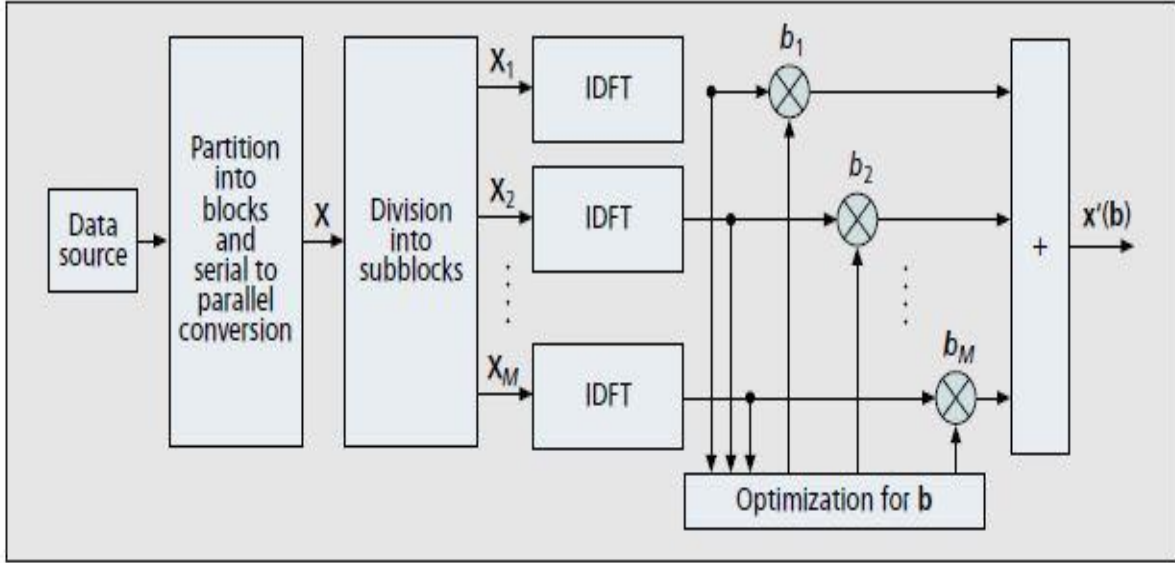 Data
source
Partition
into
blocks
and
serial to
parallel
conversion
X
Division
into
subblocks
X1
IDFT
X2
IDFT
XM
IDFT
b1
b2
bM
Optimization for b
+
x'(b)